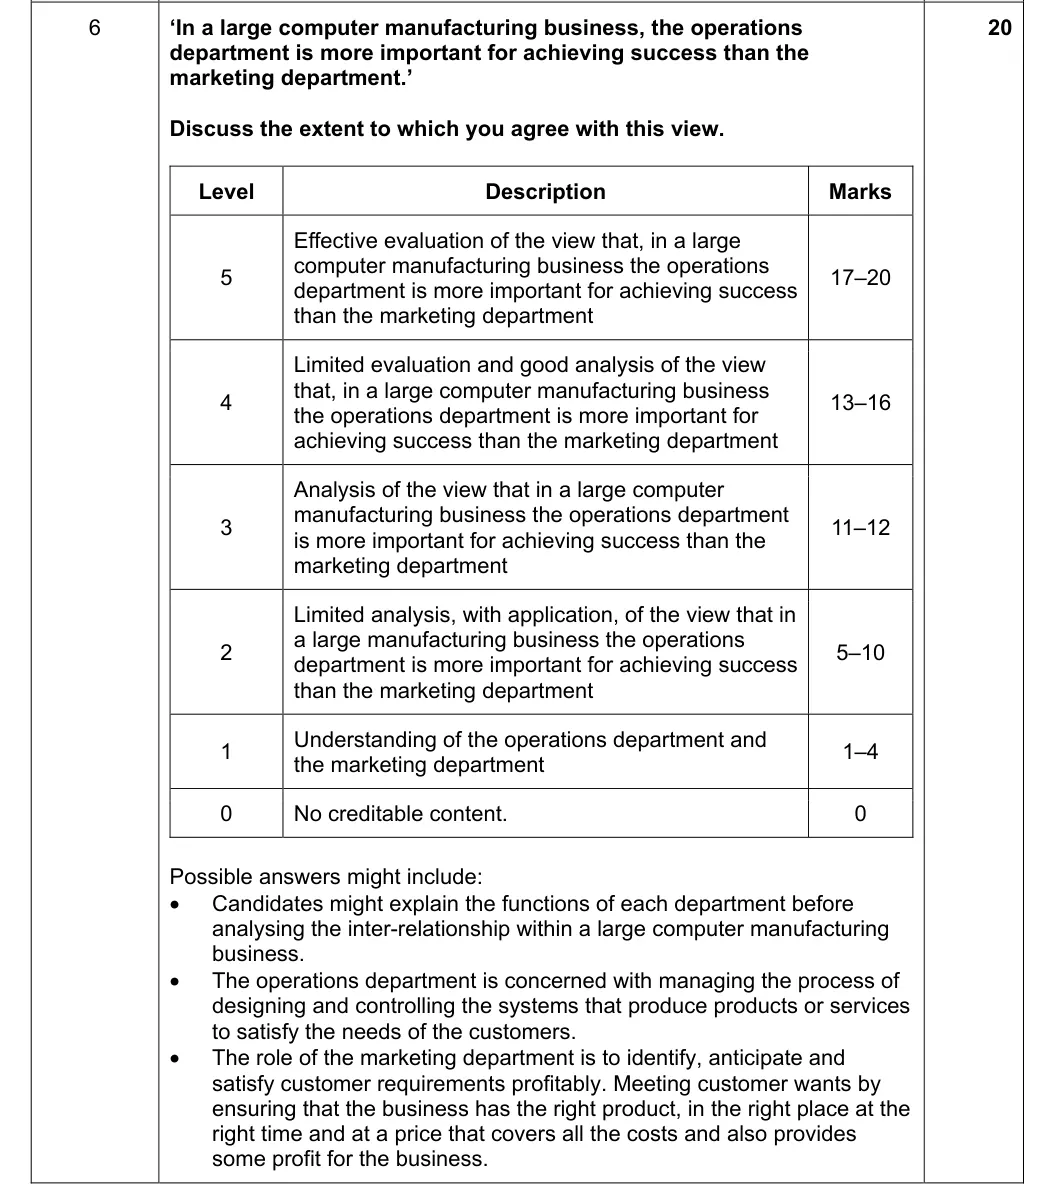 6
‘In a large computer manufacturing business, the operations
department is more important for achieving success than the
marketing department.’
20
Discuss the extent to which you agree with this view.
Level Description Marks
5
Effective evaluation of the view that, in a large
computer manufacturing business the operations
department is more important for achieving success
than the marketing department
17–20
4
Limited evaluation and good analysis of the view
that, in a large computer manufacturing business
the operations department is more important for
achieving success than the marketing department
13–16
3
Analysis of the view that in a large computer
manufacturing business the operations department
is more important for achieving success than the
marketing department
11–12
2
Limited analysis, with application, of the view that in
a large manufacturing business the operations
department is more important for achieving success
than the marketing department
5–10
1
Understanding of the operations department and
the marketing department
1–4
0 No creditable content. 0
Possible answers might include:
• Candidates might explain the functions of each department before
analysing the inter-relationship within a large computer manufacturing
business.
• The operations department is concerned with managing the process of
designing and controlling the systems that produce products or services
to satisfy the needs of the customers.
• The role of the marketing department is to identify, anticipate and
satisfy customer requirements profitably. Meeting customer wants by
ensuring that the business has the right product, in the right place at the
right time and at a price that covers all the costs and also provides
some profit for the business.